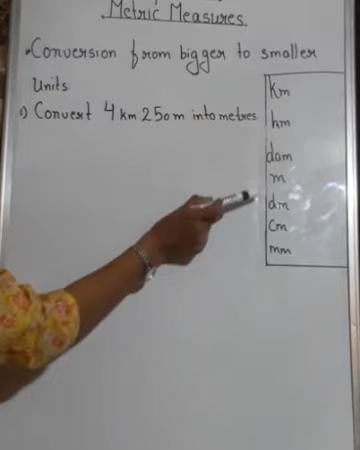 Metric Measures.
•Conversion from bigger to smaller
Units:
1) Convert 4 km 250 m into metres.
km
hm
dam
m
dm
cm
mm